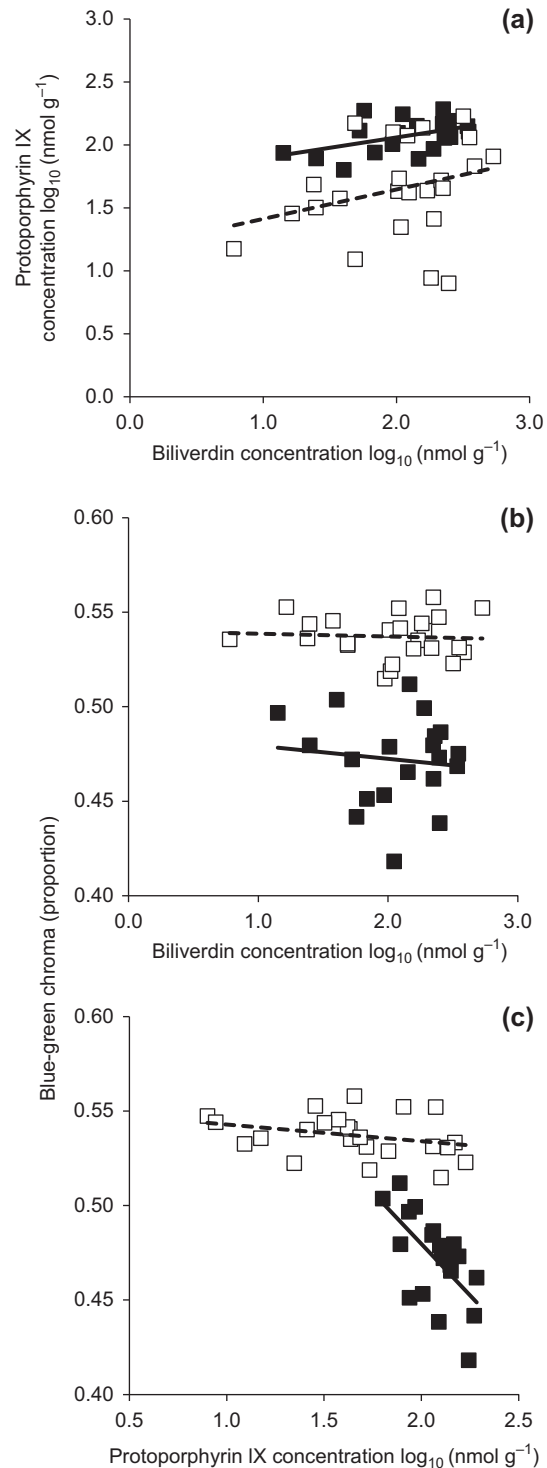 (a)
3.0
2.5
2.0
1.5
1.0
0.5
0.0
Protoporphyrin IX
concentration log10 (nmol g−1)
0.0 1.0 2.0 3.0
Biliverdin concentration log10 (nmol g−1)
(b)
0.60
0.55
0.50
0.45
0.40
0.0 1.0 2.0 3.0
Biliverdin concentration log10 (nmol g−1)
Blue-green chroma (proportion)
(c)
0.60
0.55
0.50
0.45
0.40
0.5 1.0 1.5 2.0 2.5
Protoporphyrin IX concentration log10 (nmol g−1)